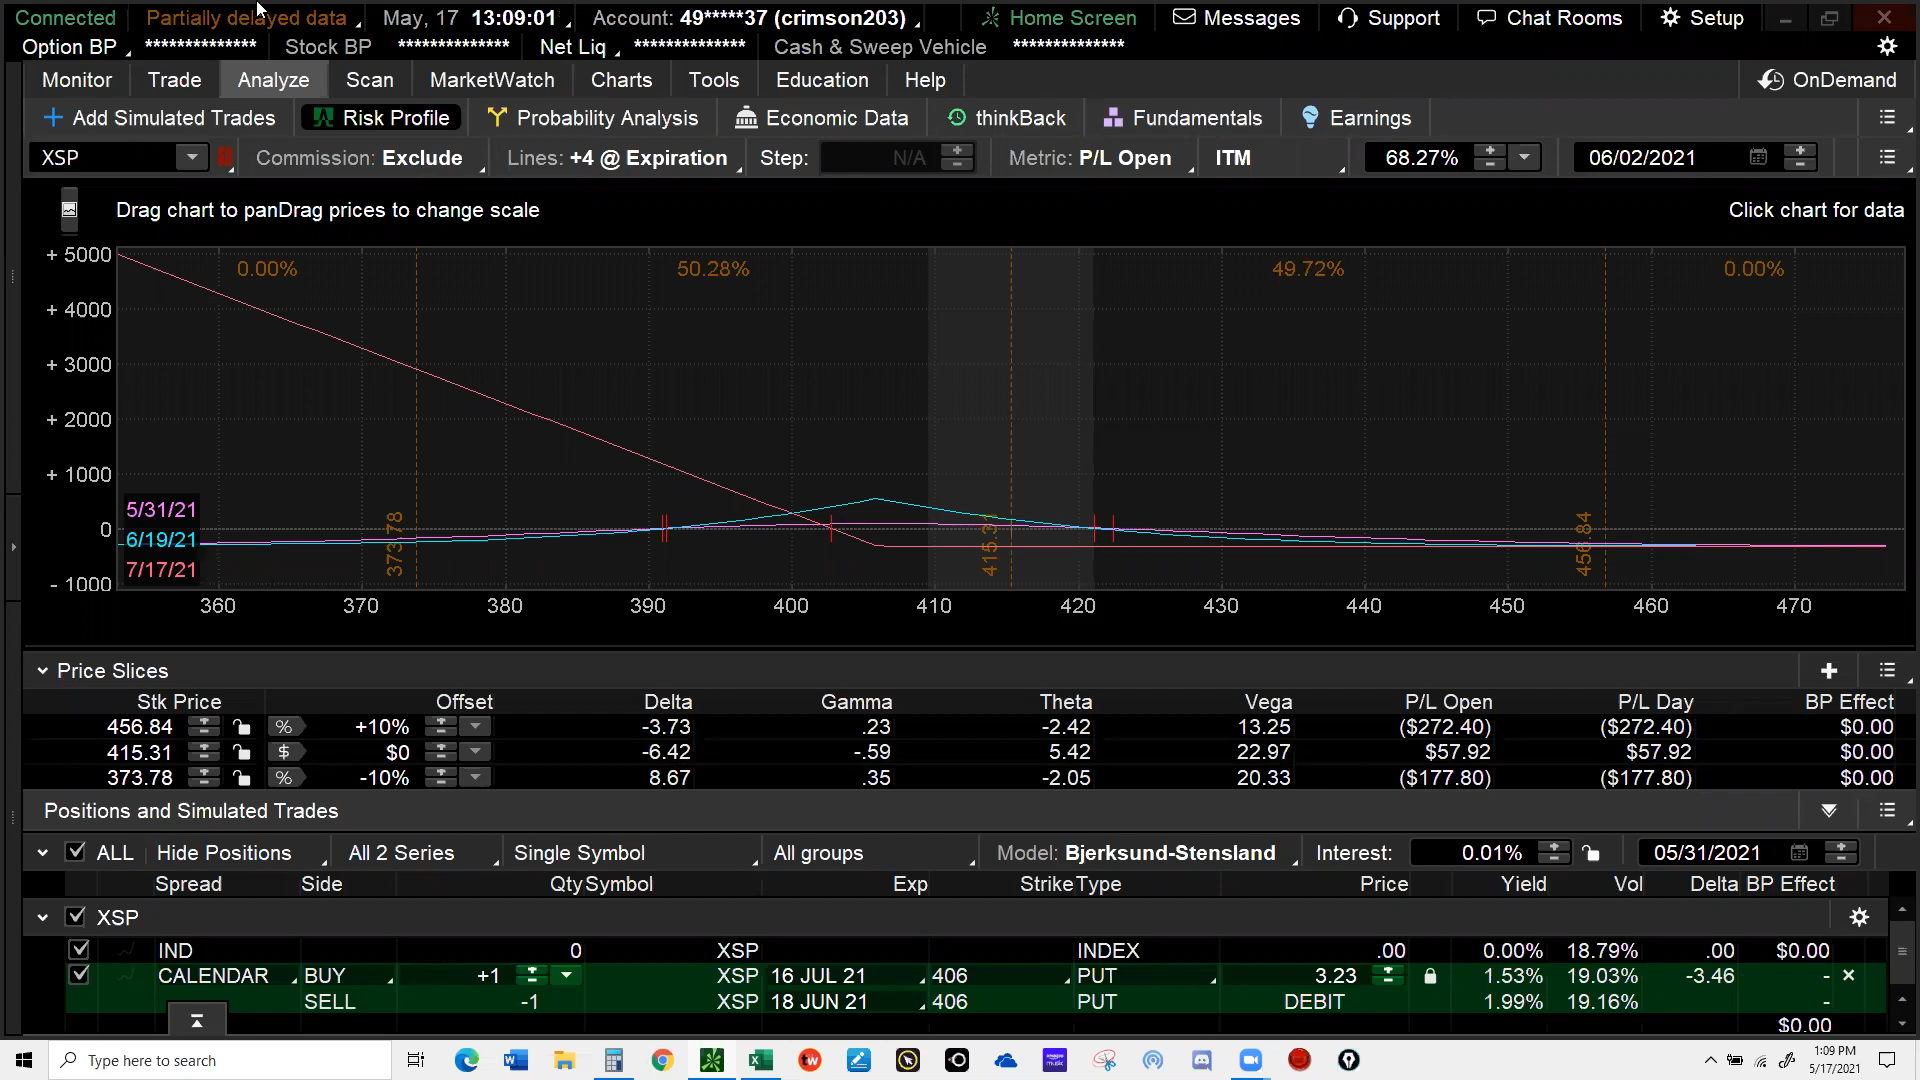 Connected Partially delayed data May, 17 13:09:01 Account: 49*****37 (crimson203) Home Screen Messages Support Chat Rooms Setup
Option BP ************** Stock BP ************** Net Liq ************** Cash & Sweep Vehicle **************
Monitor Trade Analyze Scan MarketWatch Charts Tools Education Help OnDemand
Add Simulated Trades Risk Profile Probability Analysis Economic Data thinkBack Fundamentals Earnings
XSP Commission: Exclude Lines: +4 @ Expiration Step: N/A Metric: P/L Open ITM 68.27% 06/02/2021
Drag chart to panDrag prices to change scale Click chart for data
+ 5000
0.00% 50.28% 49.72% 0.00%
+ 4000
+ 3000
+ 2000
+ 1000
5/31/21
0
6/19/21
373.78 415.31 456.84
7/17/21
- 1000
360 370 380 390 400 410 420 430 440 450 460 470
Price Slices
Stk Price Offset Delta Gamma Theta Vega P/L Open P/L Day BP Effect
456.84 % +10% -3.73 .23 -2.42 13.25 ($272.40) ($272.40) $0.00
415.31 $ $0 -6.42 -.59 5.42 22.97 $57.92 $57.92 $0.00
373.78 % -10% 8.67 .35 -2.05 20.33 ($177.80) ($177.80) $0.00
Positions and Simulated Trades
ALL Hide Positions All 2 Series Single Symbol All groups Model: Bjerksund-Stensland Interest: 0.01% 05/31/2021
Spread Side Qty Symbol Exp Strike Type Price Yield Vol Delta BP Effect
XSP
IND 0 XSP INDEX .00 0.00% 18.79% .00 $0.00
CALENDAR BUY +1 XSP 16 JUL 21 406 PUT 3.23 1.53% 19.03% -3.46 -
SELL -1 XSP 18 JUN 21 406 PUT DEBIT 1.99% 19.16% -
$0.00
Type here to search
1:09 PM
5/17/2021